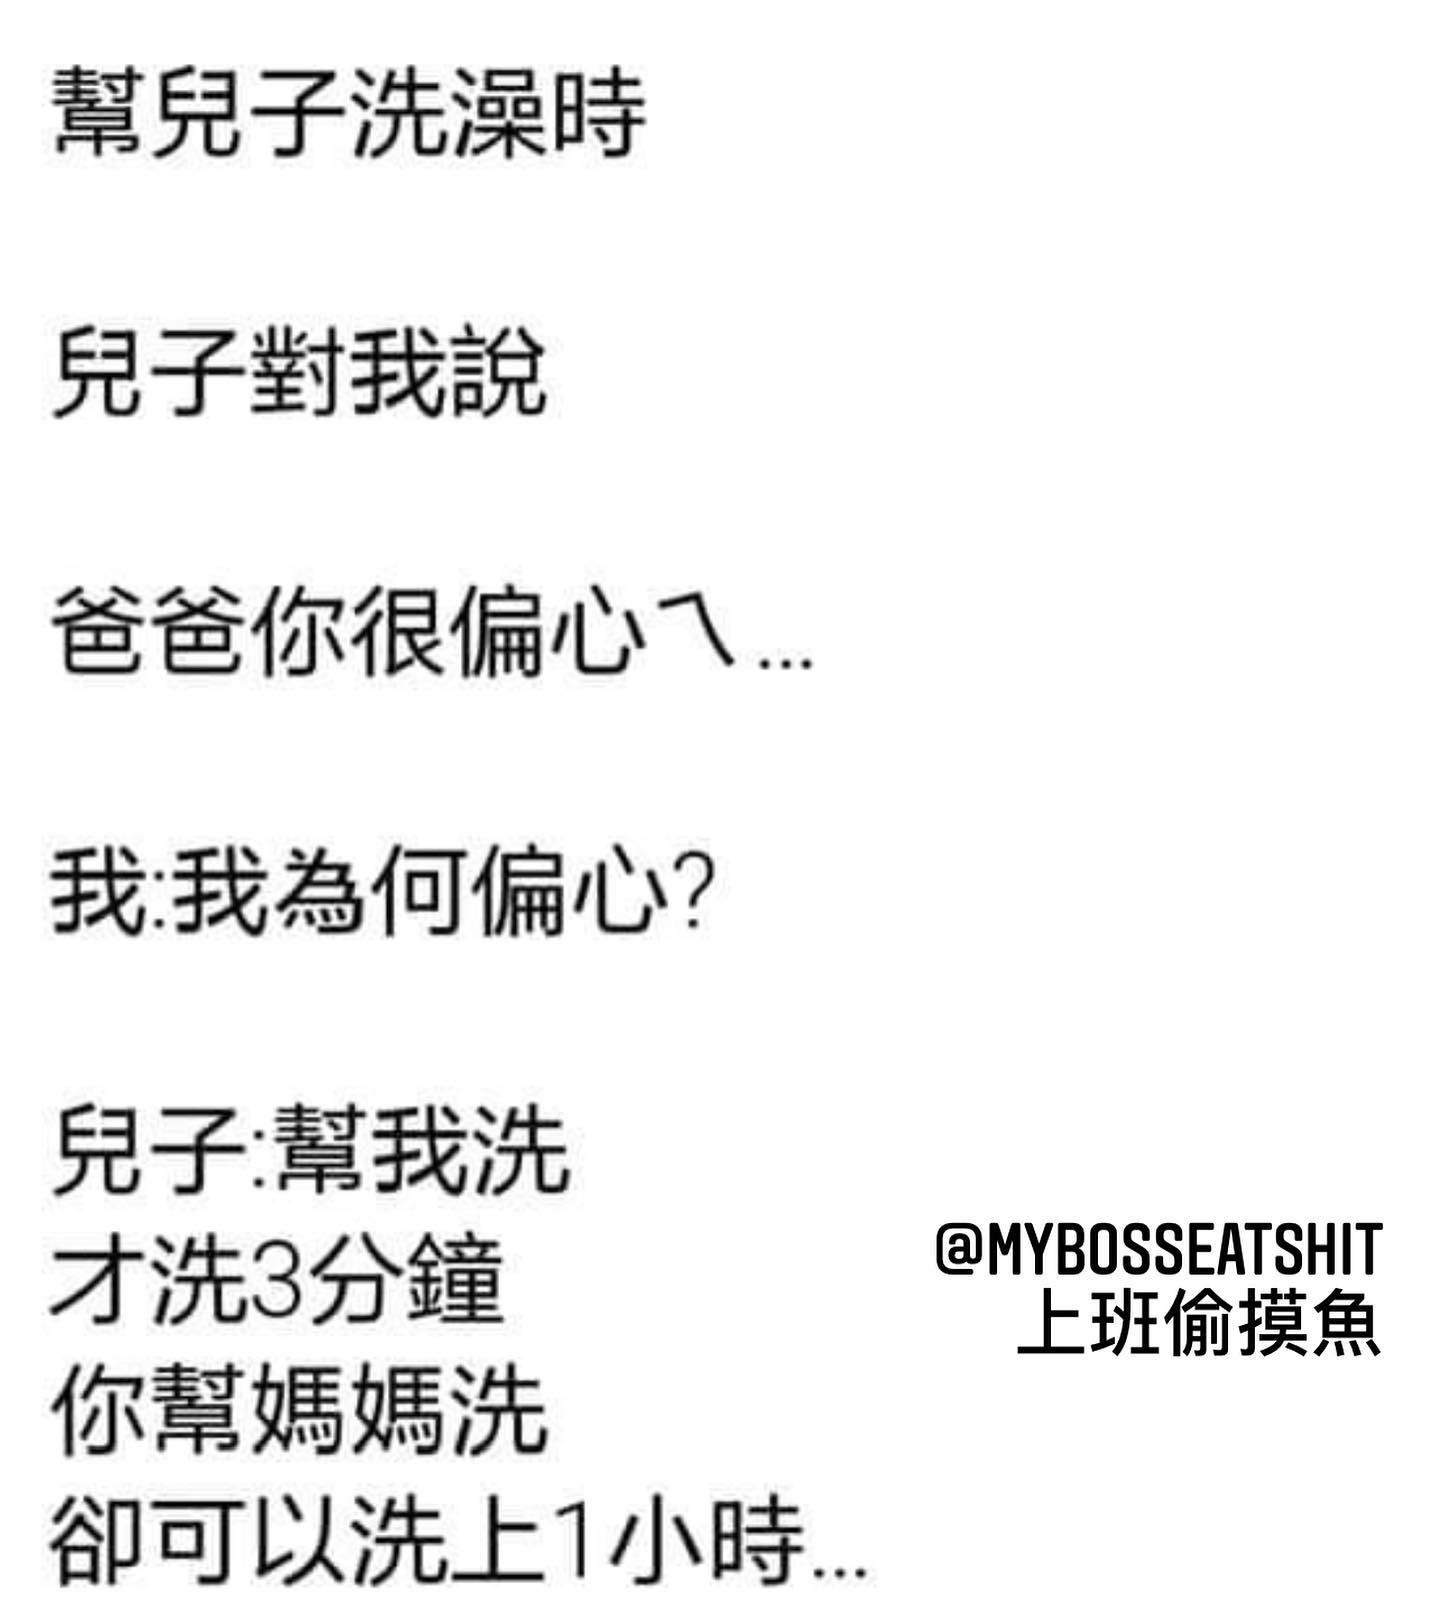 幫兒子洗澡時
兒子對我說
爸爸你很偏心ㄟ...
我:我為何偏心?
兒子:幫我洗
才洗3分鐘
@MYBOSSEATSHIT
上班偷摸魚
你幫媽媽洗
卻可以洗上1小時...